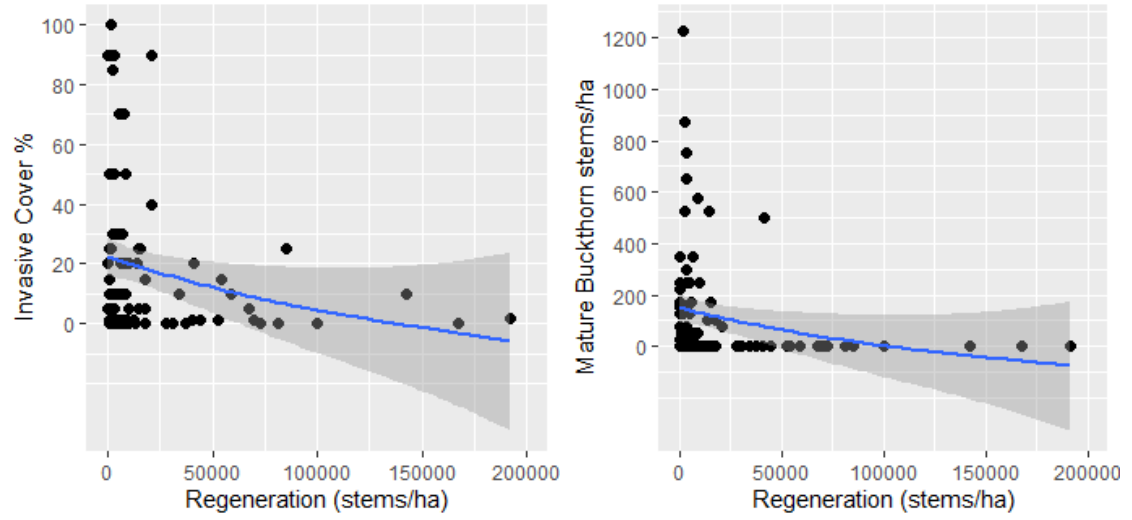 100
80
60
40
20
0
Invasive Cover %
0 50000 100000 150000 200000
Regeneration (stems/ha)
1200
1000
800
600
400
200
0
Mature Buckthorn stems/ha
0 50000 100000 150000 200000
Regeneration (stems/ha)